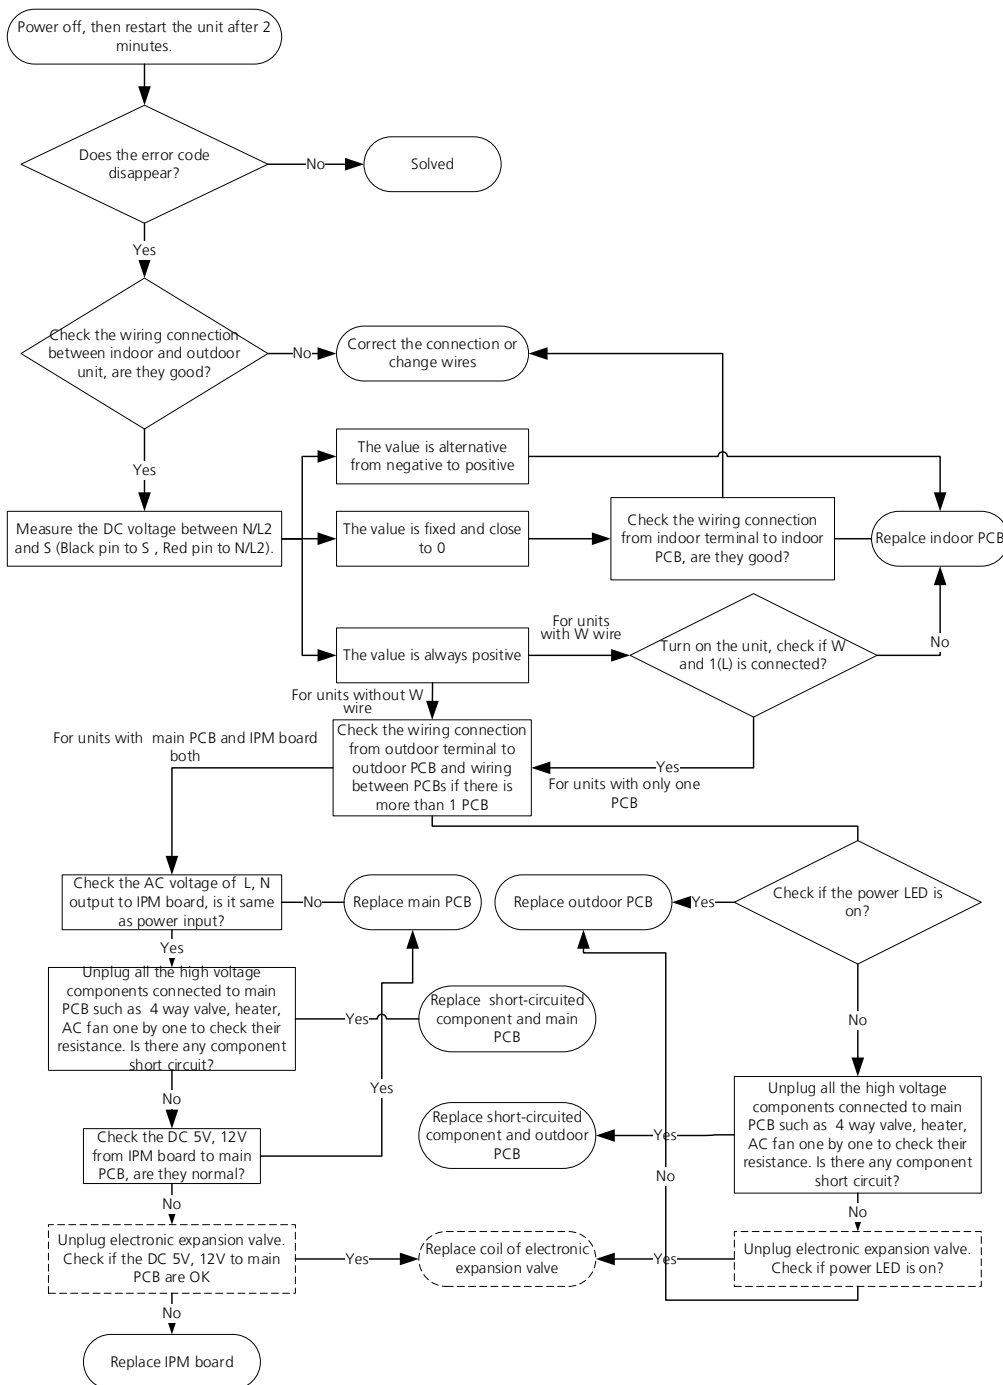 Power off, then restart the unit after 2
minutes.
Does the error code
disappear?
No
Solved
Yes
Check the wiring connection
between indoor and outdoor
unit, are they good?
No
Correct the connection or
change wires
Yes
The value is alternative
from negative to positive
Measure the DC voltage between N/L2
and S (Black pin to S , Red pin to N/L2).
The value is fixed and close
to 0
Check the wiring connection
from indoor terminal to indoor
PCB, are they good?
Repalce indoor PCB
The value is always positive
For units
with W wire
Turn on the unit, check if W
and 1(L) is connected?
No
For units without W
wire
For units with  main PCB and IPM board
both
Check the wiring connection
from outdoor terminal to
outdoor PCB and wiring
between PCBs if there is
more than 1 PCB
Yes
For units with only one
PCB
Check the AC voltage of  L, N
output to IPM board, is it same
as power input?
No
Replace main PCB
Replace outdoor PCB
Yes
Check if the power LED is
on?
Yes
Unplug all the high voltage
components connected to main
PCB such as  4 way valve, heater,
AC fan one by one to check their
resistance. Is there any component
short circuit?
Yes
Replace  short-circuited
component and main
PCB
No
No
Yes
Check the DC 5V, 12V
from IPM board to main
PCB, are they normal?
Replace short-circuited
component and outdoor
PCB
Yes
Unplug all the high voltage
components connected to main
PCB such as  4 way valve, heater,
AC fan one by one to check their
resistance. Is there any component
short circuit?
No
No
No
Unplug electronic expansion valve.
Check if the DC 5V, 12V to main
PCB are OK
Yes
Replace coil of electronic
expansion valve
Yes
Unplug electronic expansion valve.
Check if power LED is on?
No
Replace IPM board